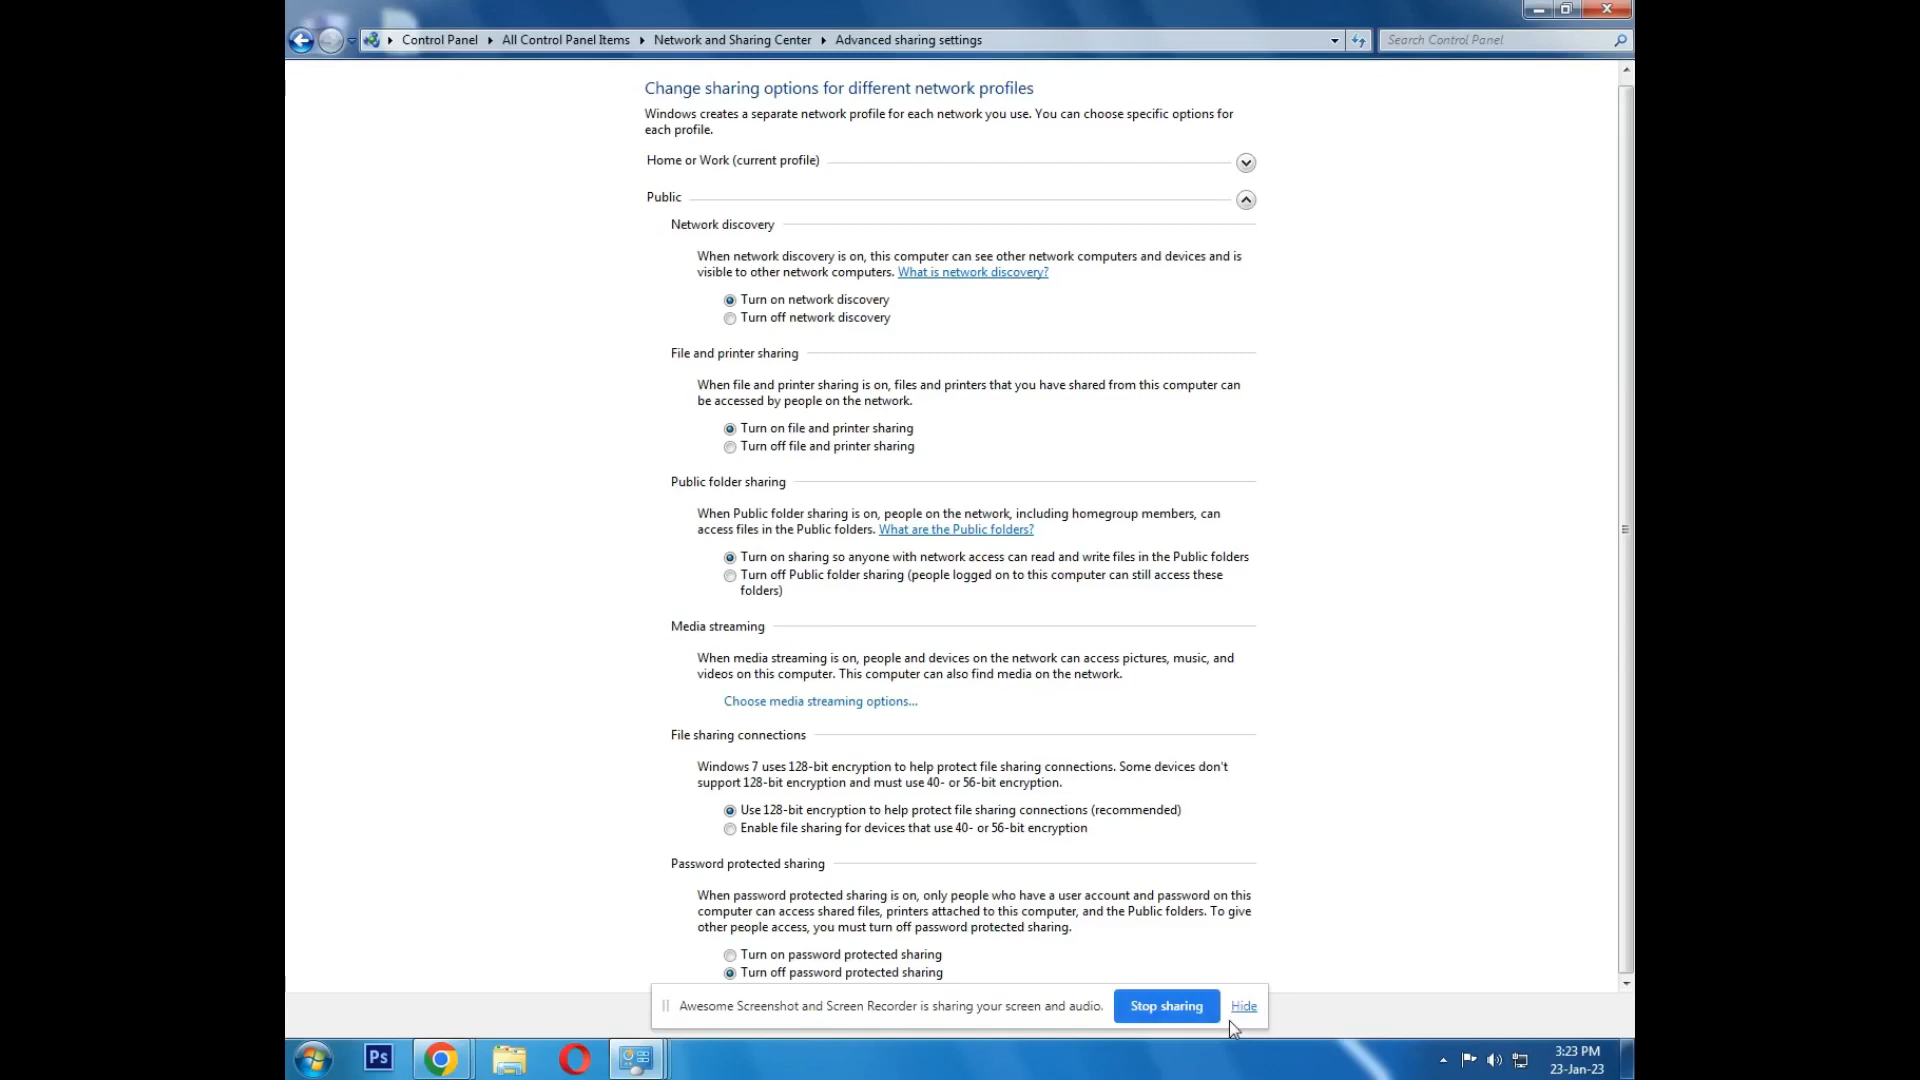 Control Panel
All Control Panel Items
Network and Sharing Center
Advanced sharing settings
Search Control Panel
Change sharing options for different network profiles
Windows creates a separate network profile for each network you use. You can choose specific options for
each profile.
Home or Work (current profile)
Public
Network discovery
When network discovery is on, this computer can see other network computers and devices and is
visible to other network computers. What is network discovery?
Turn on network discovery
Turn off network discovery
File and printer sharing
When file and printer sharing is on, files and printers that you have shared from this computer can
be accessed by people on the network.
Turn on file and printer sharing
Turn off file and printer sharing
Public folder sharing
When Public folder sharing is on, people on the network, including homegroup members, can
access files in the Public folders. What are the Public folders?
Turn on sharing so anyone with network access can read and write files in the Public folders
Turn off Public folder sharing (people logged on to this computer can still access these
folders)
Media streaming
When media streaming is on, people and devices on the network can access pictures, music, and
videos on this computer. This computer can also find media on the network.
Choose media streaming options...
File sharing connections
Windows 7 uses 128-bit encryption to help protect file sharing connections. Some devices don't
support 128-bit encryption and must use 40- or 56-bit encryption.
Use 128-bit encryption to help protect file sharing connections (recommended)
Enable file sharing for devices that use 40- or 56-bit encryption
Password protected sharing
When password protected sharing is on, only people who have a user account and password on this
computer can access shared files, printers attached to this computer, and the Public folders. To give
other people access, you must turn off password protected sharing.
Turn on password protected sharing
Turn off password protected sharing
Awesome Screenshot and Screen Recorder is sharing your screen and audio.
Stop sharing
Hide
Ps
3:23 PM
23-Jan-23